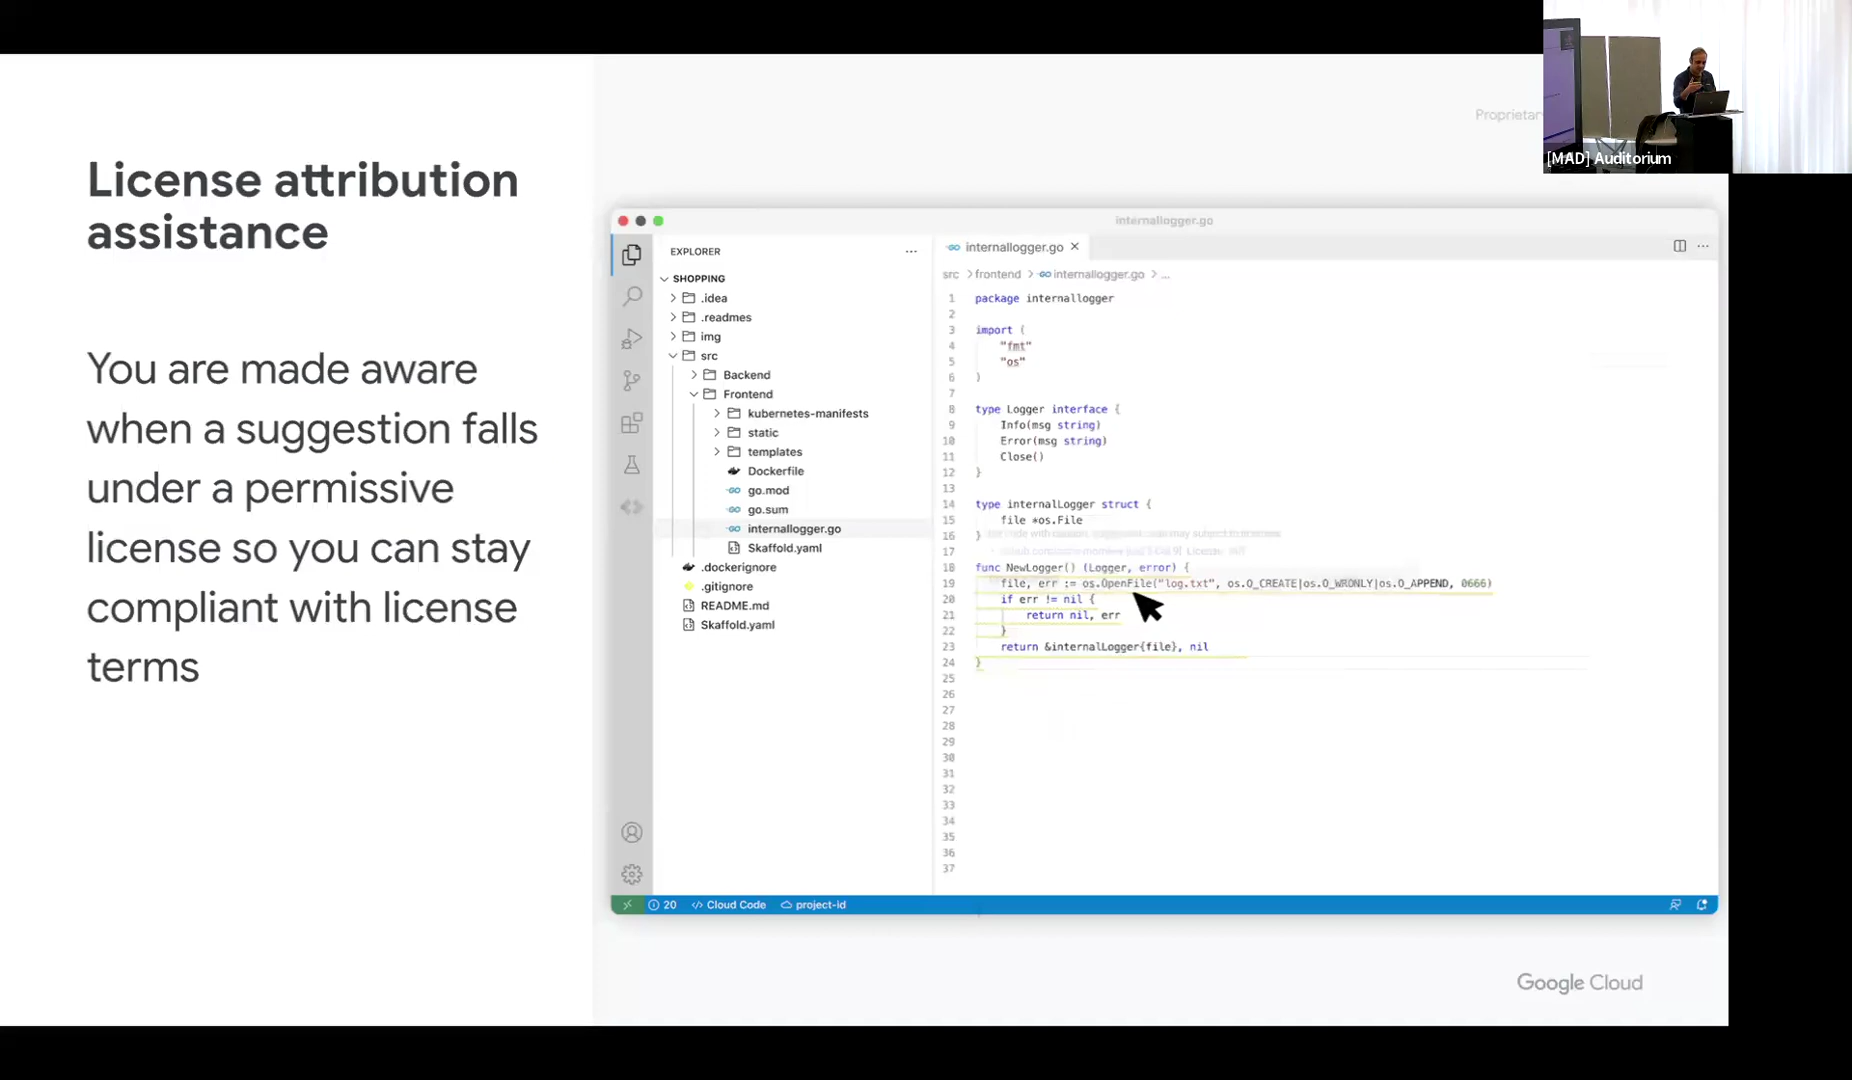 License attribution
assistance
You are made aware
when a suggestion falls
under a permissive
license so you can stay
compliant with license
terms
[MAD] Auditorium
internallogger.go
EXPLORER
SHOPPING
.idea
.readmes
img
src
Backend
Frontend
kubernetes-manifests
static
templates
Dockerfile
go.mod
go.sum
internallogger.go
Skaffold.yaml
.dockerignore
.gitignore
README.md
Skaffold.yaml
internallogger.go
src > frontend > internallogger.go > ...
1 package internallogger
2
3 import (
4 "fmt"
5 "os"
6 )
7
8 type Logger interface {
9 Info(msg string)
10 Error(msg string)
11 Close()
12 }
13
14 type internalLogger struct {
15 file *os.File
16 }
17
18 func NewLogger() (Logger, error) {
19 file, err := os.OpenFile("log.txt", os.O_CREATE|os.O_WRONLY|os.O_APPEND, 0666)
20 if err != nil {
21 return nil, err
22 }
23 return &internalLogger{file}, nil
24 }
25
26
27
28
29
30
31
32
33
34
35
36
37
20 Cloud Code project-id
Google Cloud